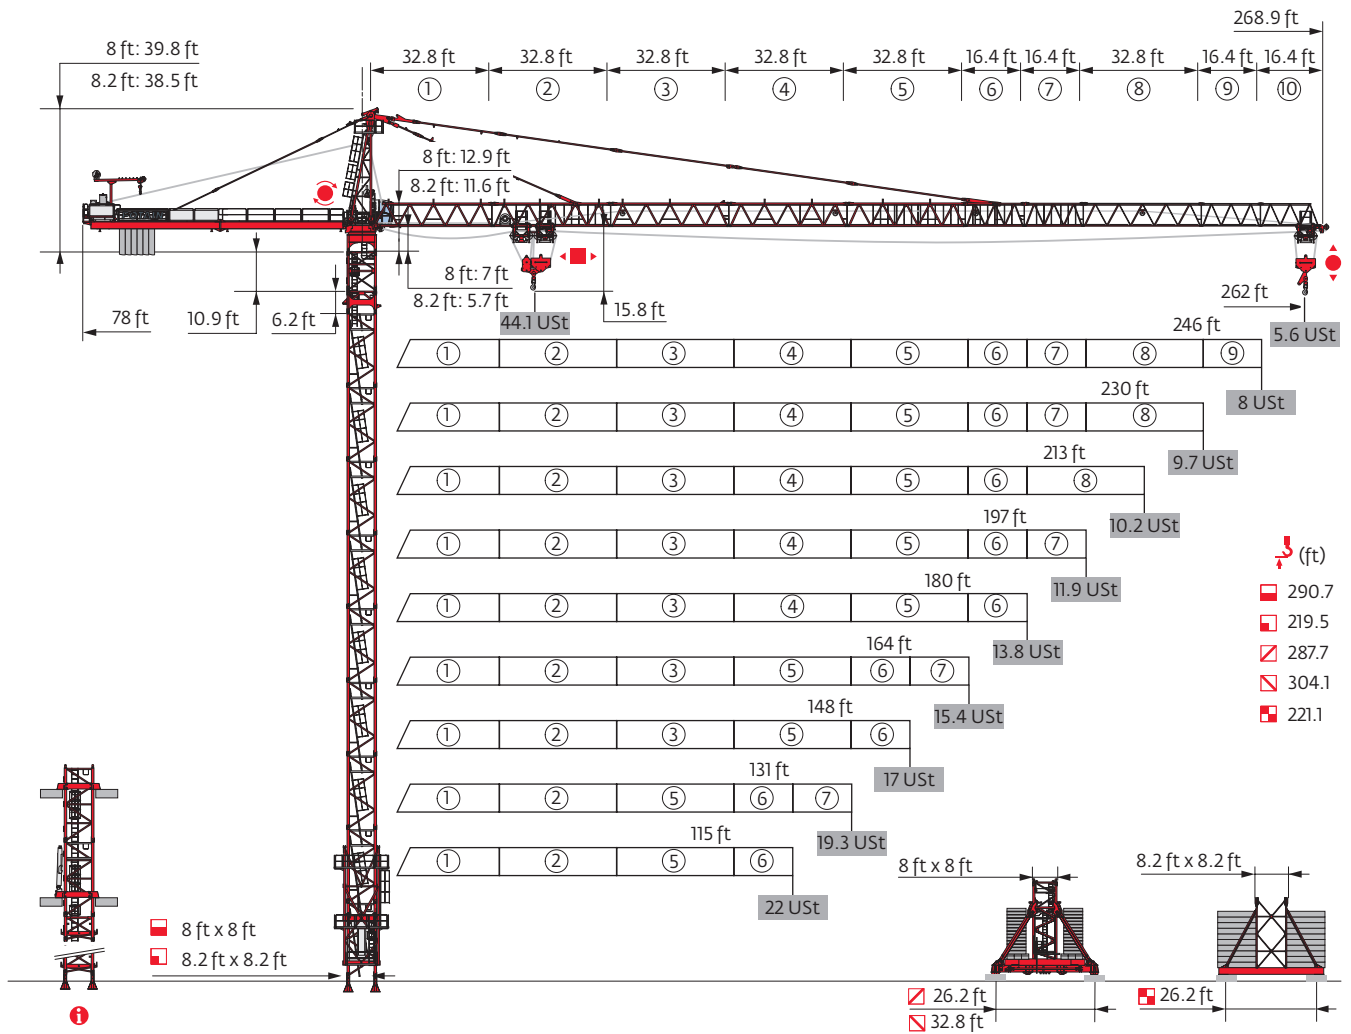 268.9 ft
8 ft: 39.8 ft
8.2 ft: 38.5 ft
32.8 ft 32.8 ft 32.8 ft 32.8 ft 32.8 ft 16.4 ft 16.4 ft 32.8 ft 16.4 ft 16.4 ft
1 2 3 4 5 6 7 8 9 10
8 ft: 12.9 ft
8.2 ft: 11.6 ft
8 ft: 7 ft
8.2 ft: 5.7 ft
78 ft
10.9 ft
6.2 ft
15.8 ft
262 ft
44.1 USt
5.6 USt
246 ft
1 2 3 4 5 6 7 8 9
8 USt
230 ft
1 2 3 4 5 6 7 8
9.7 USt
213 ft
1 2 3 4 5 6 8
10.2 USt
197 ft
1 2 3 4 5 6 7
11.9 USt
180 ft
1 2 3 4 5 6
13.8 USt
164 ft
1 2 3 5 6 7
15.4 USt
148 ft
1 2 3 5 6
17 USt
131 ft
1 2 5 6 7
19.3 USt
115 ft
1 2 5 6
22 USt
(ft)
290.7
219.5
287.7
304.1
221.1
8 ft x 8 ft
8.2 ft x 8.2 ft
8 ft x 8 ft
8.2 ft x 8.2 ft
26.2 ft
32.8 ft
26.2 ft
i